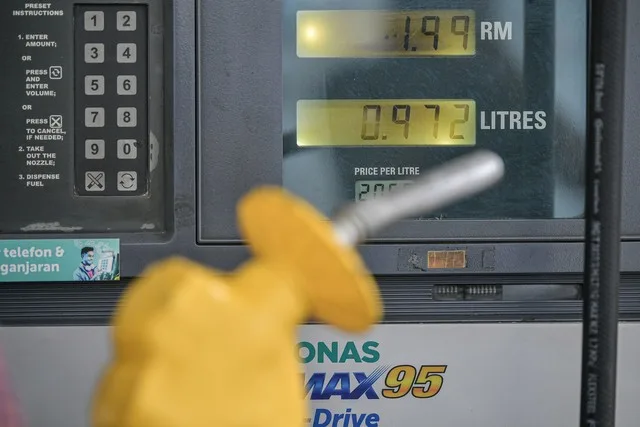 PRESET
INSTRUCTIONS
1. ENTER
AMOUNT;
OR
PRESS
AND
ENTER
VOLUME;
OR
PRESS
TO CANCEL,
IF NEEDED;
2. TAKE
OUT THE
NOZZLE;
3. DISPENSE
FUEL
1 2
3 4
5 6
7 8
9 0
1.99 RM
0.972 LITRES
PRICE PER LITRE
telefon &
ganjaran
ONAS
MAX 95
-Drive